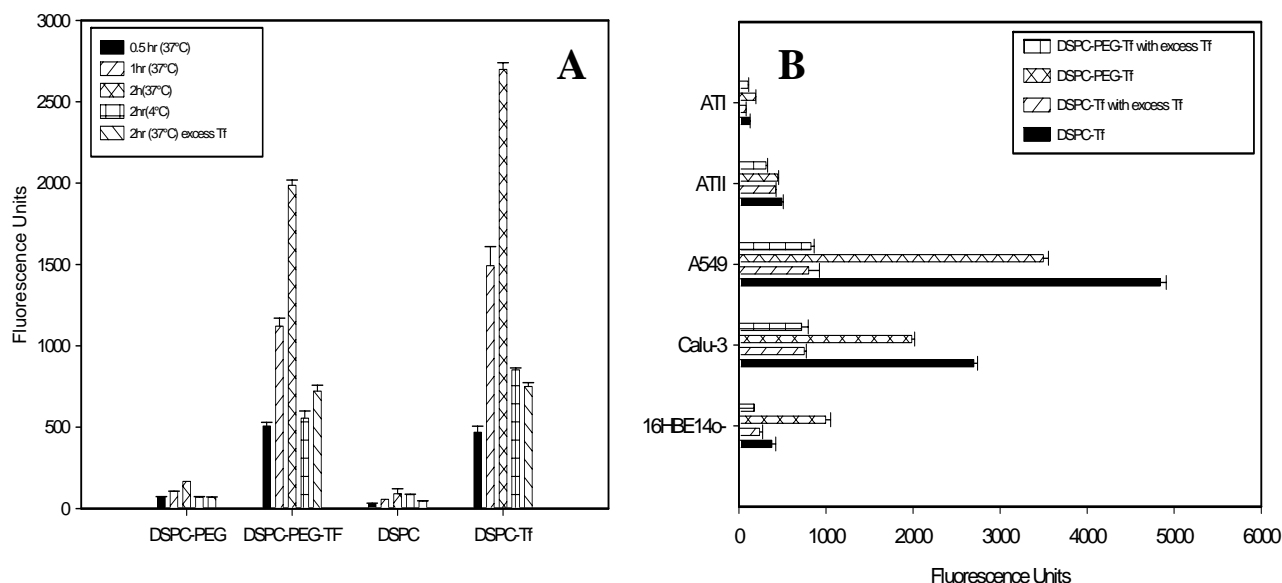 3000
2500
2000
1500
1000
500
0
Fluorescence Units
0.5 hr (37°C)
1hr (37°C)
2h(37°C)
2hr(4°C)
2hr (37°C) excess Tf
A
DSPC-PEG
DSPC-PEG-TF
DSPC
DSPC-Tf
B
DSPC-PEG-Tf with excess Tf
DSPC-PEG-Tf
DSPC-Tf with excess Tf
DSPC-Tf
ATI
ATII
A549
Calu-3
16HBE14o-
0 1000 2000 3000 4000 5000 6000
Fluorescence Units